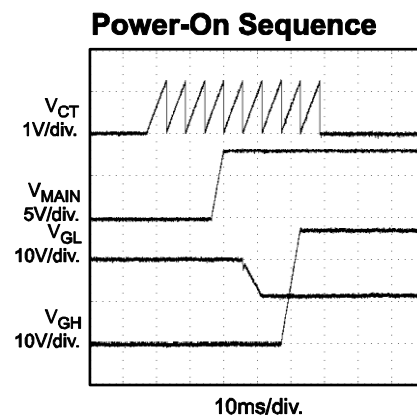 Power-On Sequence
VCT
1V/div.
VMAIN
5V/div.
VGL
10V/div.
VGH
10V/div.
10ms/div.